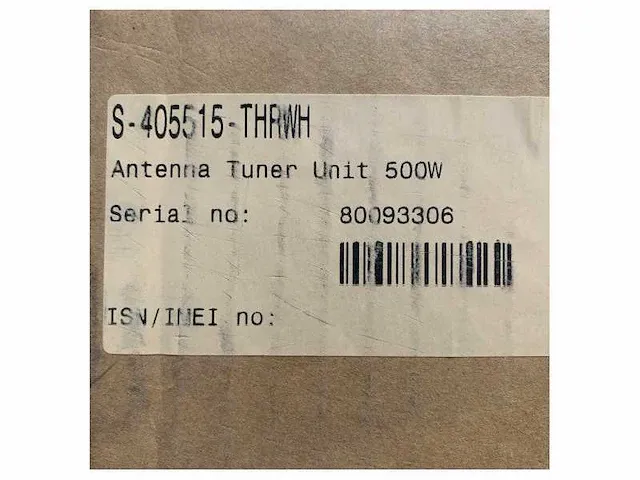 S-405515-THRWH
Antenna Tuner Unit 500W
Serial no: 80093306
ISN/IMEI no: